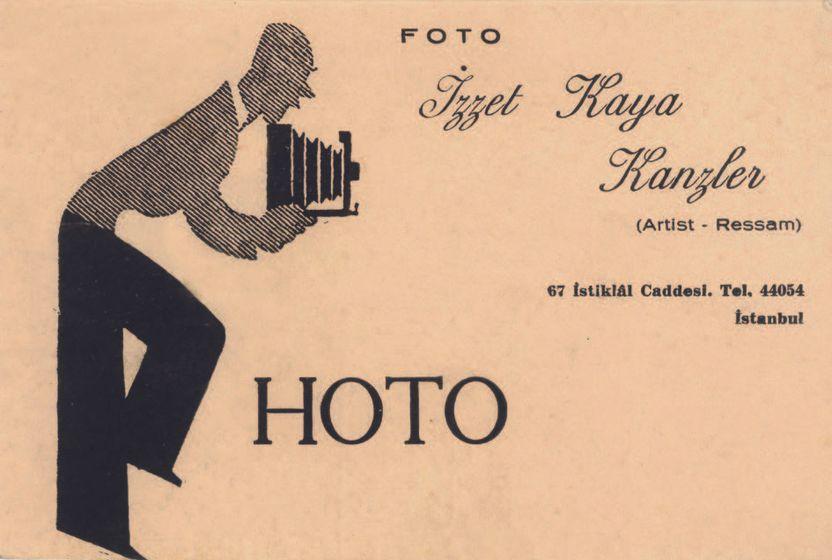 FOTO
İzzet Kaya
Kanzler
(Artist - Ressam)
67 İstiklâl Caddesi. Tel. 44054
İstanbul
HOTO